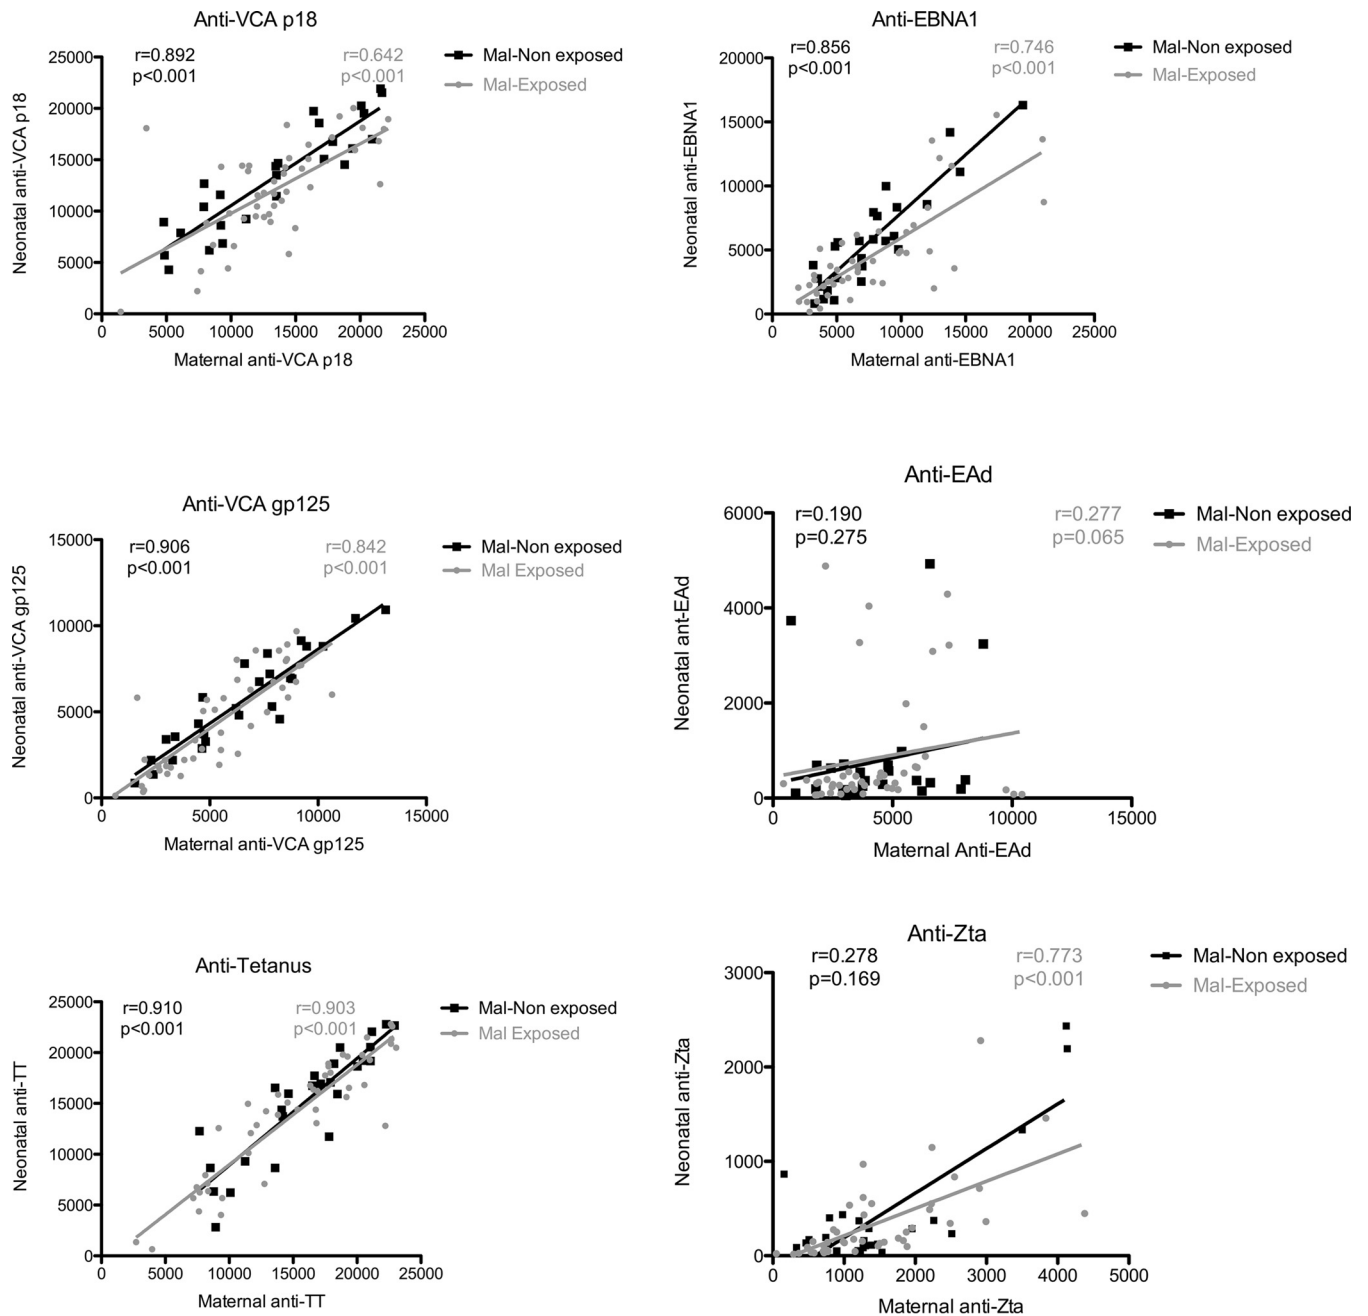 Anti-VCA p18
r=0.892
p<0.001
r=0.642
p<0.001
Mal-Non exposed
Mal-Exposed
Neonatal anti-VCA p18
25000
20000
15000
10000
5000
0
0 5000 10000 15000 20000 25000
Maternal anti-VCA p18
Anti-EBNA1
r=0.856
p<0.001
r=0.746
p<0.001
Mal-Non exposed
Mal-Exposed
Neonatal anti-EBNA1
20000
15000
10000
5000
0
0 5000 10000 15000 20000 25000
Maternal anti-EBNA1
Anti-VCA gp125
r=0.906
p<0.001
r=0.842
p<0.001
Mal-Non exposed
Mal Exposed
Neonatal anti-VCA gp125
15000
10000
5000
0
0 5000 10000 15000
Maternal anti-VCA gp125
Anti-EAd
r=0.190
p=0.275
r=0.277
p=0.065
Mal-Non exposed
Mal-Exposed
Neonatal ant-EAd
6000
4000
2000
0
0 5000 10000 15000
Maternal Anti-EAd
Anti-Tetanus
r=0.910
p<0.001
r=0.903
p<0.001
Mal-Non exposed
Mal Exposed
Neonatal anti-TT
25000
20000
15000
10000
5000
0
0 5000 10000 15000 20000 25000
Maternal anti-TT
Anti-Zta
r=0.278
p=0.169
r=0.773
p<0.001
Mal-Non exposed
Mal-Exposed
Neonatal anti-Zta
3000
2000
1000
0
0 1000 2000 3000 4000 5000
Maternal anti-Zta